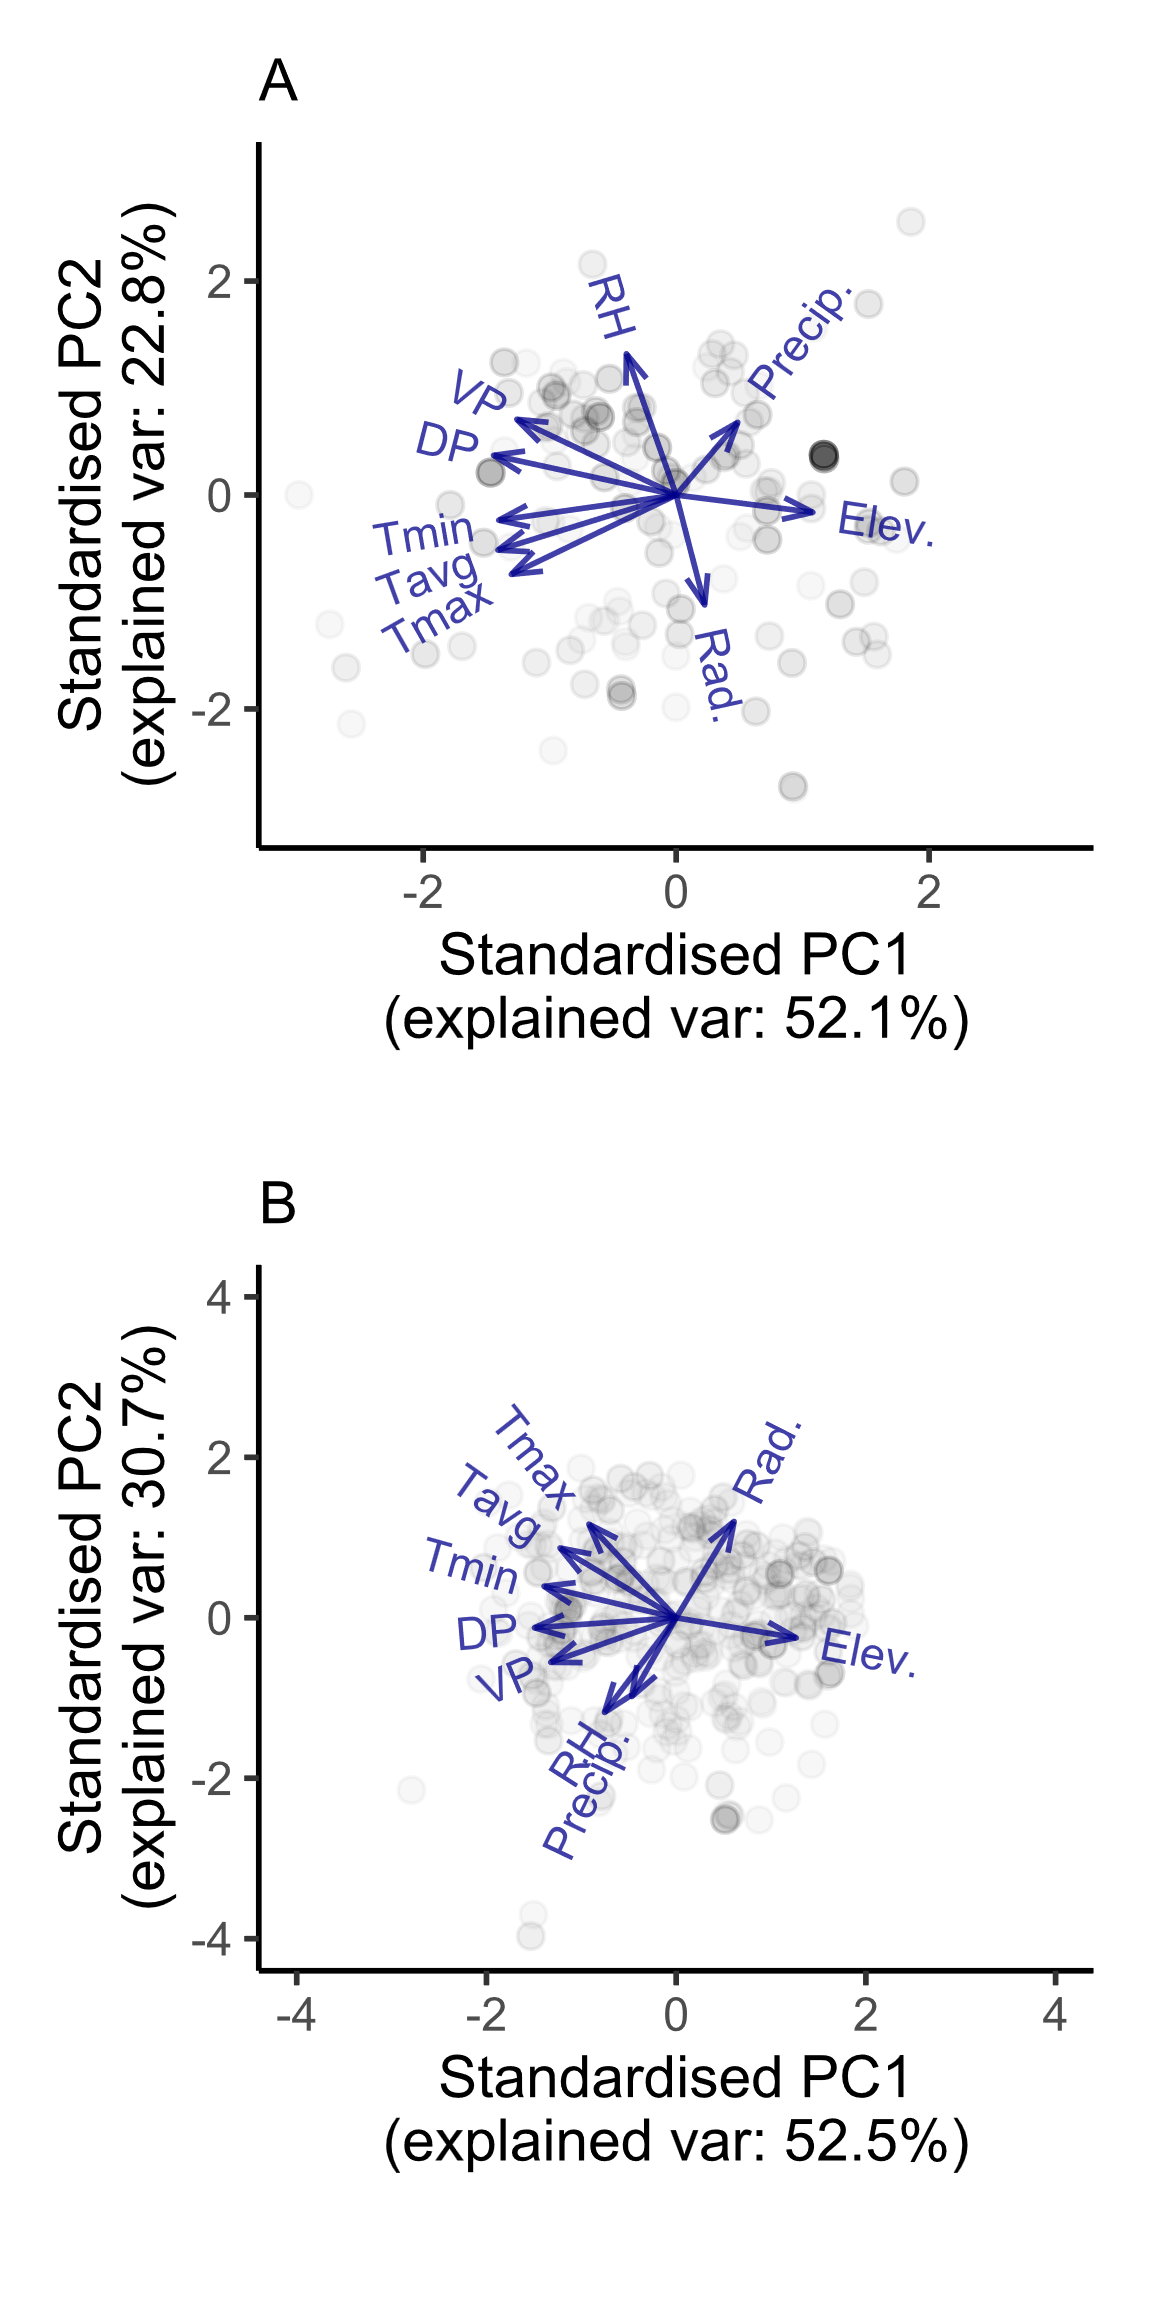 A
Standardised PC2
(explained var: 22.8%)
2
0
-2
RH
Precip.
VP
DP
Elev.
Tmin
Tavg
Tmax
Rad.
-2 0 2
Standardised PC1
(explained var: 52.1%)
B
Standardised PC2
(explained var: 30.7%)
4
2
0
-2
-4
Tmax
Rad.
Tavg
Tmin
DP
Elev.
VP
RH
Precip.
-4 -2 0 2 4
Standardised PC1
(explained var: 52.5%)